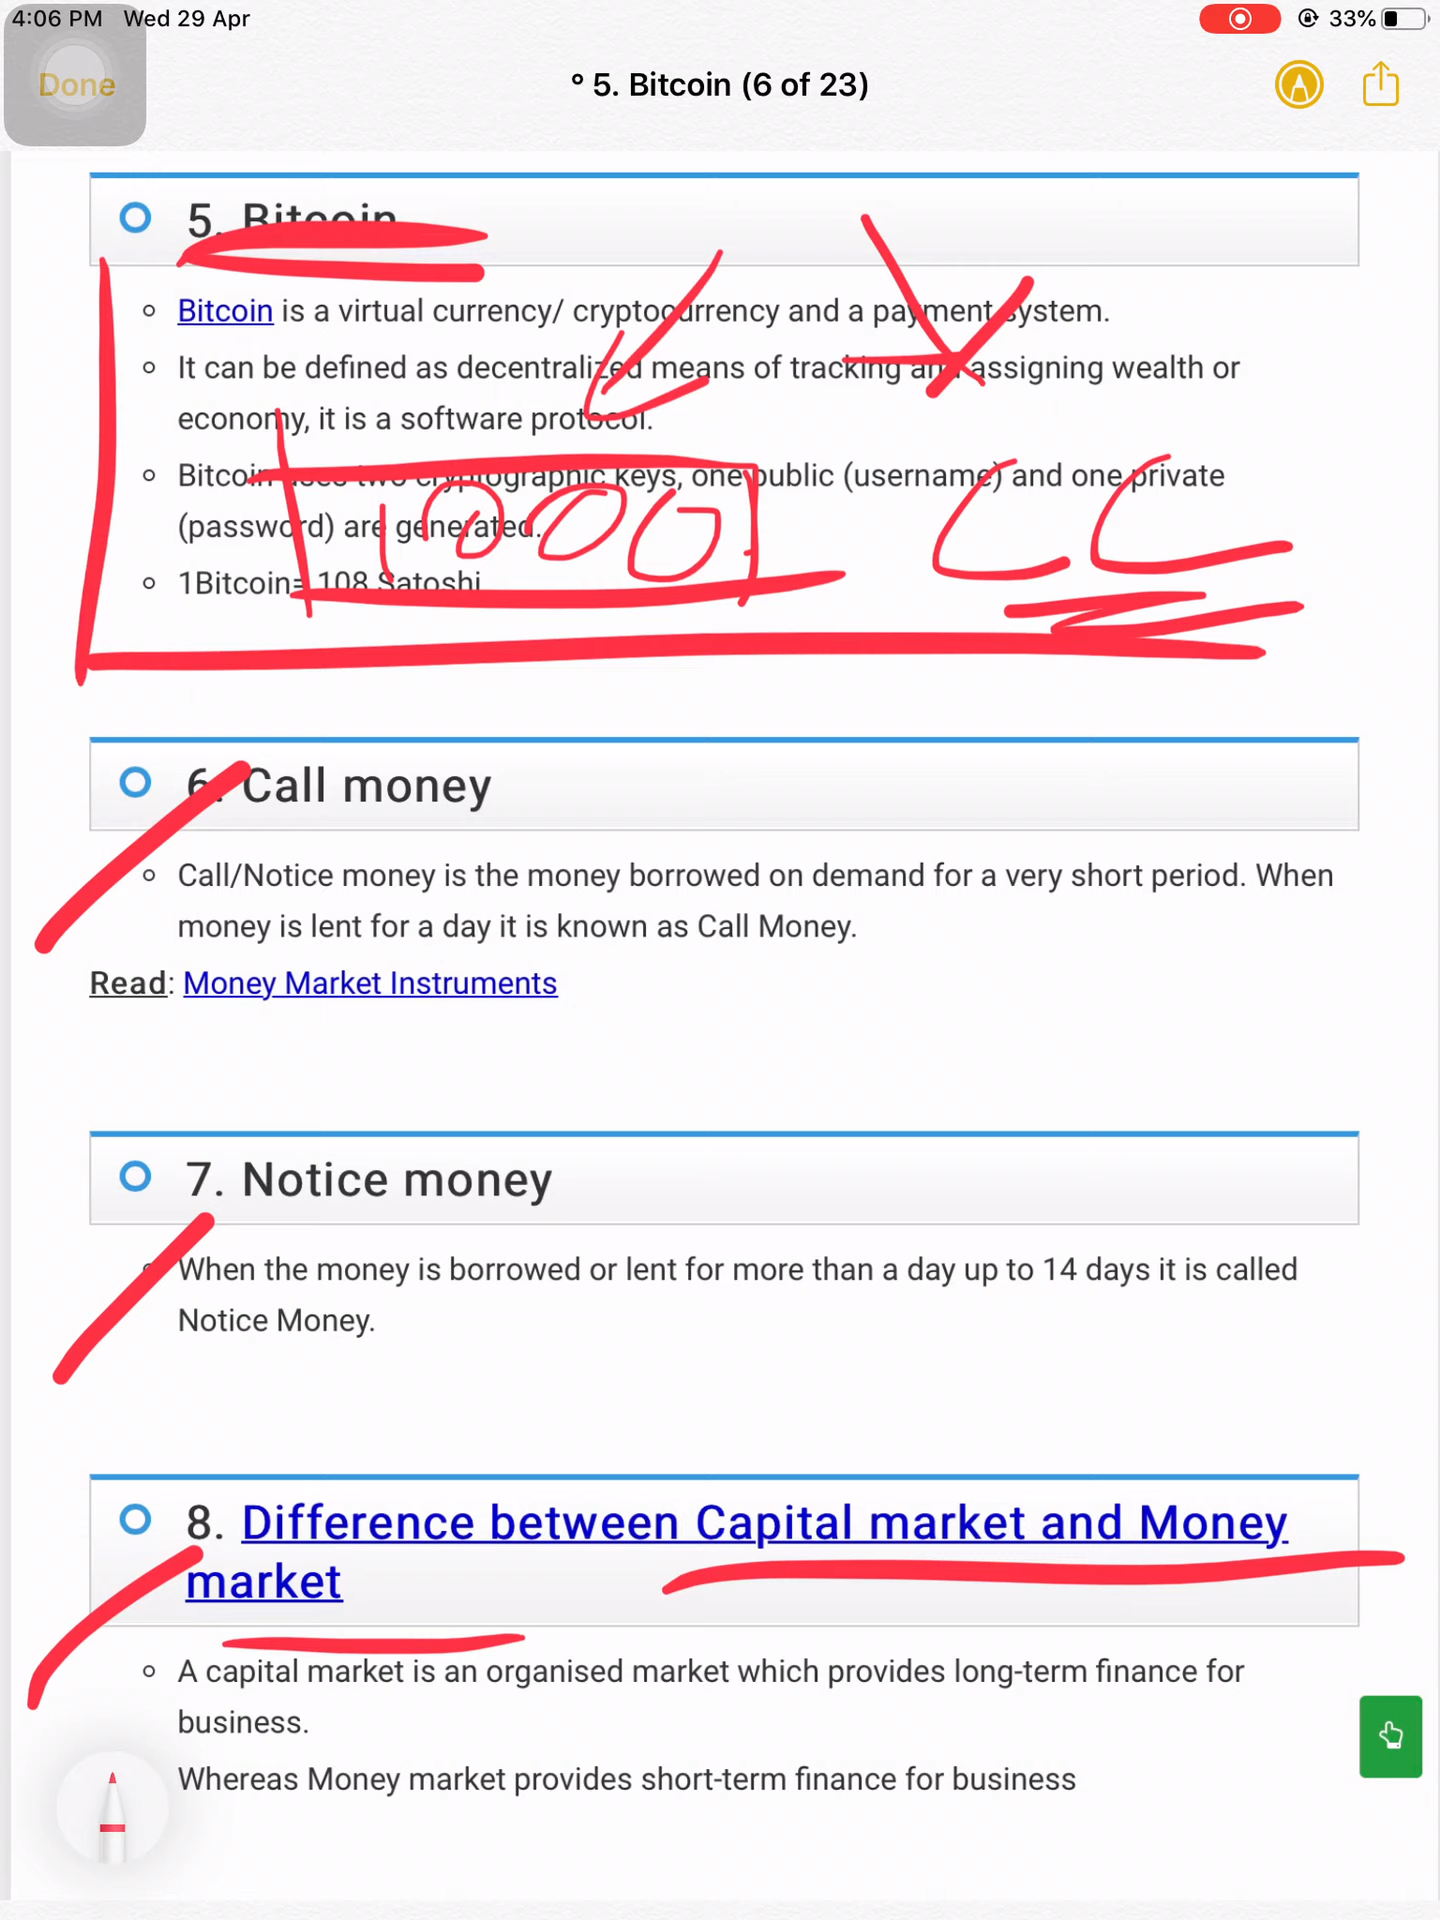 4:06 PM Wed 29 Apr
33%
Done
° 5. Bitcoin (6 of 23)
5. Bitcoin
Bitcoin is a virtual currency/ cryptocurrency and a payment system.
It can be defined as decentralized means of tracking and assigning wealth or
economy, it is a software protocol.
Bitcoin uses two cryptographic keys, one public (username) and one private
(password) are generated.
1000
CC
1Bitcoin= 108 Satoshi
6. Call money
Call/Notice money is the money borrowed on demand for a very short period. When
money is lent for a day it is known as Call Money.
Read: Money Market Instruments
7. Notice money
When the money is borrowed or lent for more than a day up to 14 days it is called
Notice Money.
8. Difference between Capital market and Money
market
A capital market is an organised market which provides long-term finance for
business.
Whereas Money market provides short-term finance for business